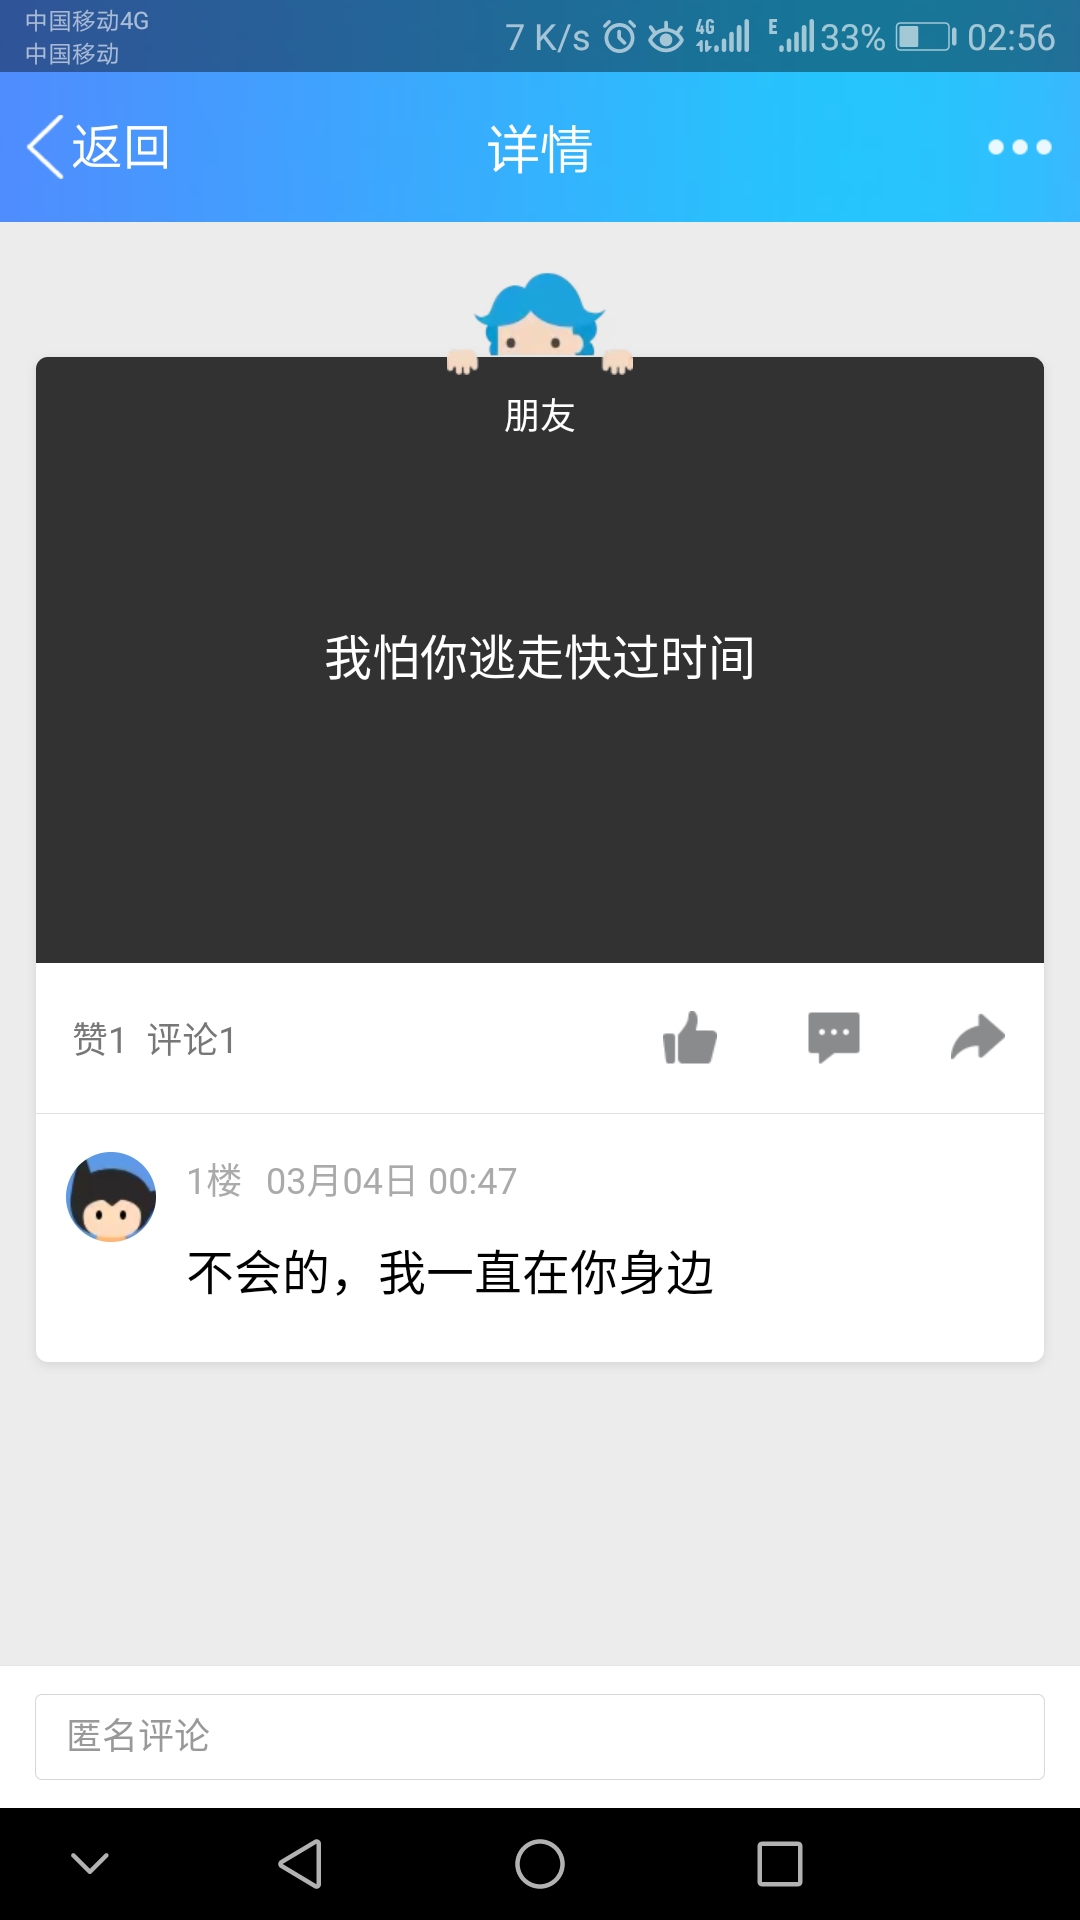 中国移动4G
中国移动
7 K/s 4G E 33% 02:56
返回 详情
朋友
我怕你逃走快过时间
赞1 评论1
1楼 03月04日 00:47
不会的，我一直在你身边
匿名评论